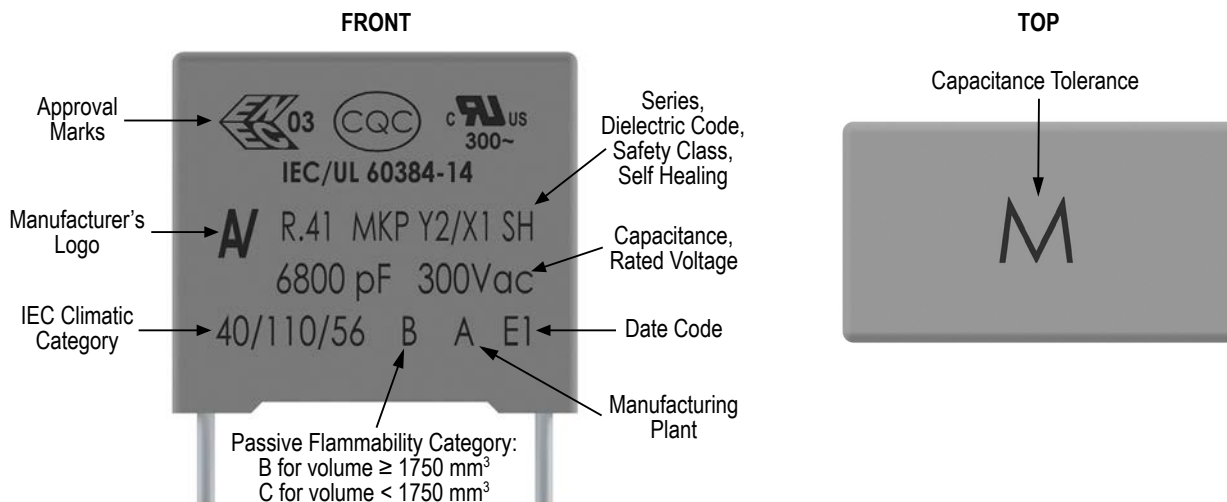 FRONT
TOP
Approval
Marks
ENEC 03 CQC C RU US
300~
IEC/UL 60384-14
Series,
Dielectric Code,
Safety Class,
Self Healing
Manufacturer's
Logo
R.41 MKP Y2/X1 SH
6800 pF 300Vac
Capacitance,
Rated Voltage
IEC Climatic
Category
40/110/56 B A E1
Date Code
Manufacturing
Plant
Passive Flammability Category:
B for volume ≥ 1750 mm³
C for volume < 1750 mm³
Capacitance Tolerance
M